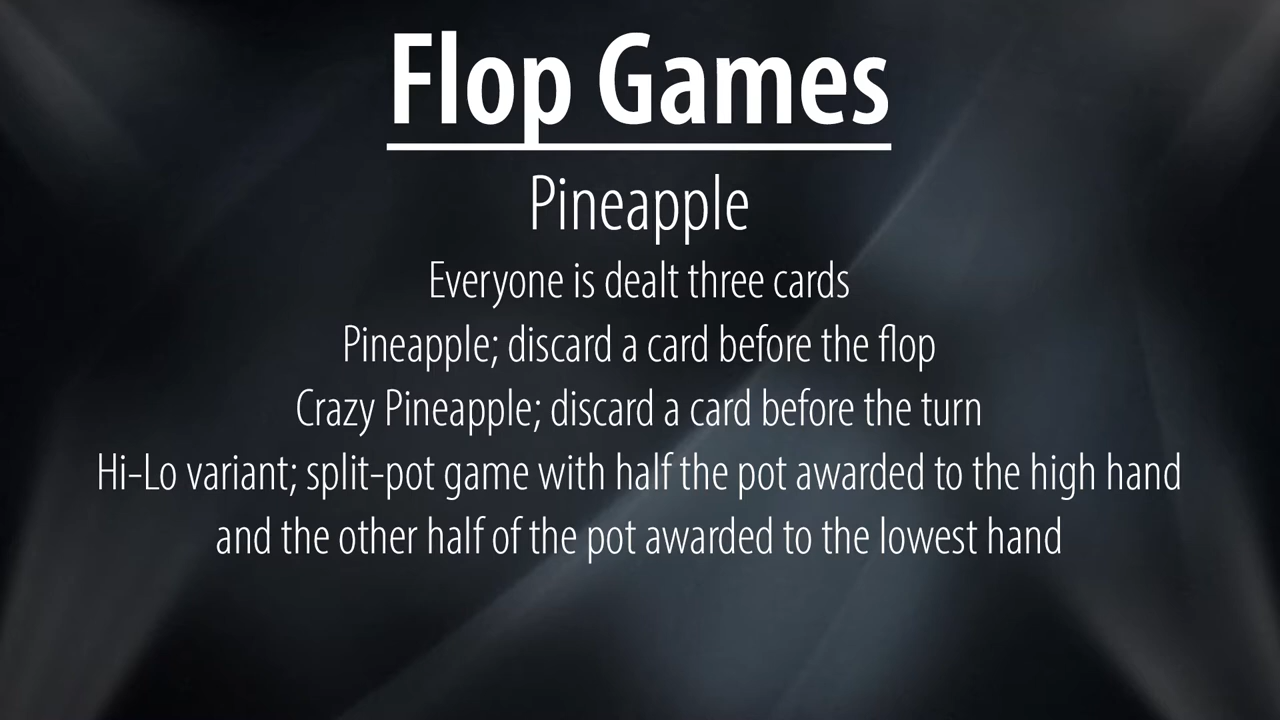 Flop Games
Pineapple
Everyone is dealt three cards
Pineapple; discard a card before the flop
Crazy Pineapple; discard a card before the turn
Hi-Lo variant; split-pot game with half the pot awarded to the high hand
and the other half of the pot awarded to the lowest hand